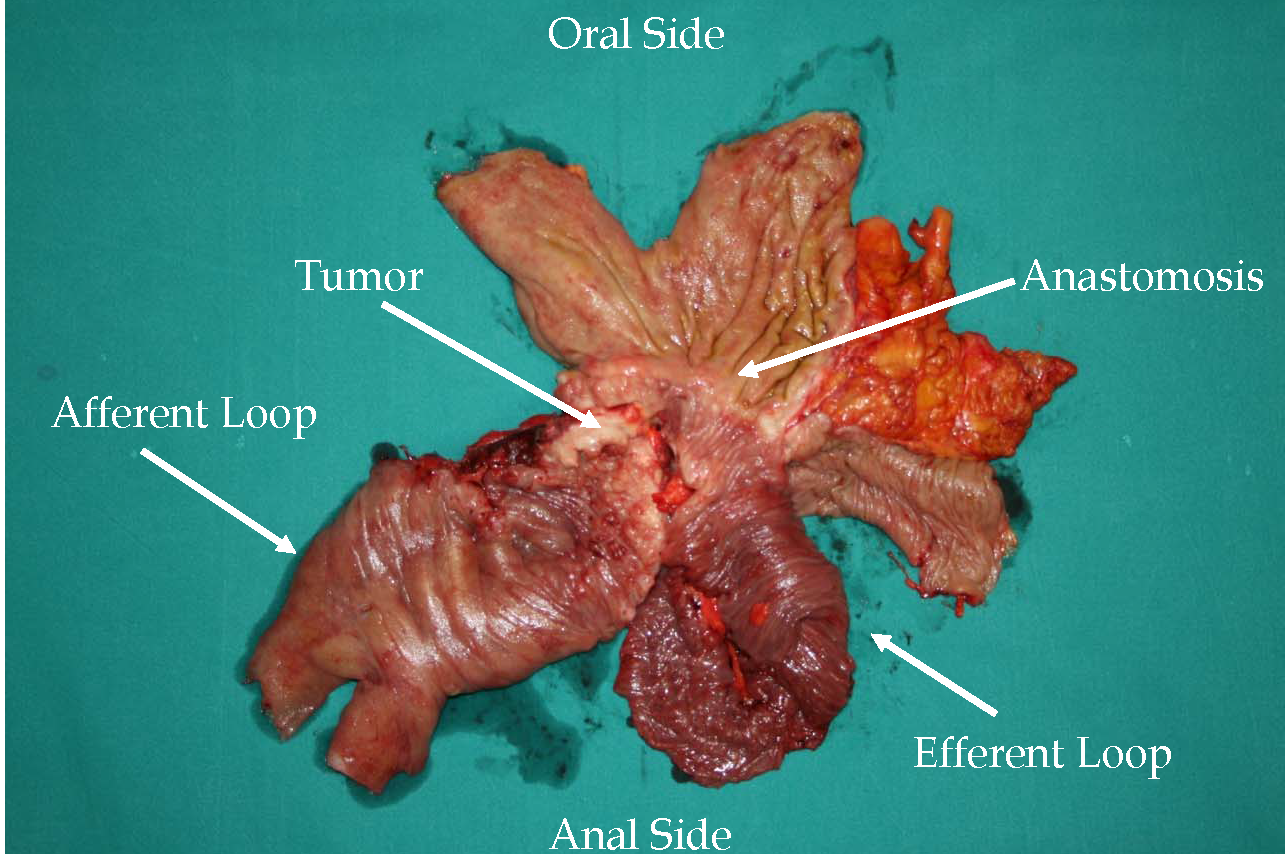 Oral Side
Tumor
Anastomosis
Afferent Loop
Efferent Loop
Anal Side